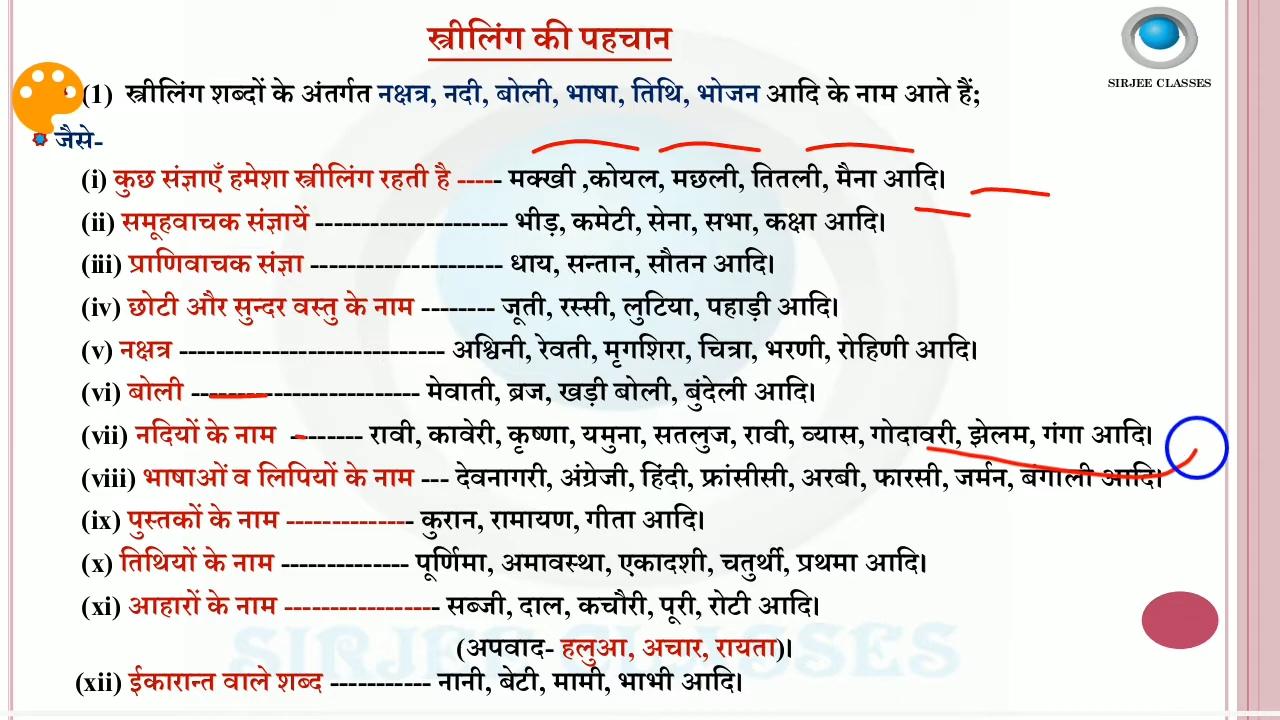 स्त्रीलिंग की पहचान
SIRJEE CLASSES
(1) स्त्रीलिंग शब्दों के अंतर्गत नक्षत्र, नदी, बोली, भाषा, तिथि, भोजन आदि के नाम आते हैं;
जैसे-
(i) कुछ संज्ञाएँ हमेशा स्त्रीलिंग रहती है ----- मक्खी ,कोयल, मछली, तितली, मैना आदि।
(ii) समूहवाचक संज्ञायें --------------------- भीड़, कमेटी, सेना, सभा, कक्षा आदि।
(iii) प्राणिवाचक संज्ञा --------------------- धाय, सन्तान, सौतन आदि।
(iv) छोटी और सुन्दर वस्तु के नाम -------- जूती, रस्सी, लुटिया, पहाड़ी आदि।
(v) नक्षत्र ----------------------------- अश्विनी, रेवती, मृगशिरा, चित्रा, भरणी, रोहिणी आदि।
(vi) बोली ------------------------- मेवाती, ब्रज, खड़ी बोली, बुंदेली आदि।
(vii) नदियों के नाम -------- रावी, कावेरी, कृष्णा, यमुना, सतलुज, रावी, व्यास, गोदावरी, झेलम, गंगा आदि।
(viii) भाषाओं व लिपियों के नाम --- देवनागरी, अंग्रेजी, हिंदी, फ्रांसीसी, अरबी, फारसी, जर्मन, बंगाली आदि।
(ix) पुस्तकों के नाम -------------- कुरान, रामायण, गीता आदि।
(x) तिथियों के नाम -------------- पूर्णिमा, अमावस्था, एकादशी, चतुर्थी, प्रथमा आदि।
(xi) आहारों के नाम ----------------- सब्जी, दाल, कचौरी, पूरी, रोटी आदि।
(अपवाद- हलुआ, अचार, रायता)।
SIRJEE CLASSES
(xii) ईकारान्त वाले शब्द ----------- नानी, बेटी, मामी, भाभी आदि।